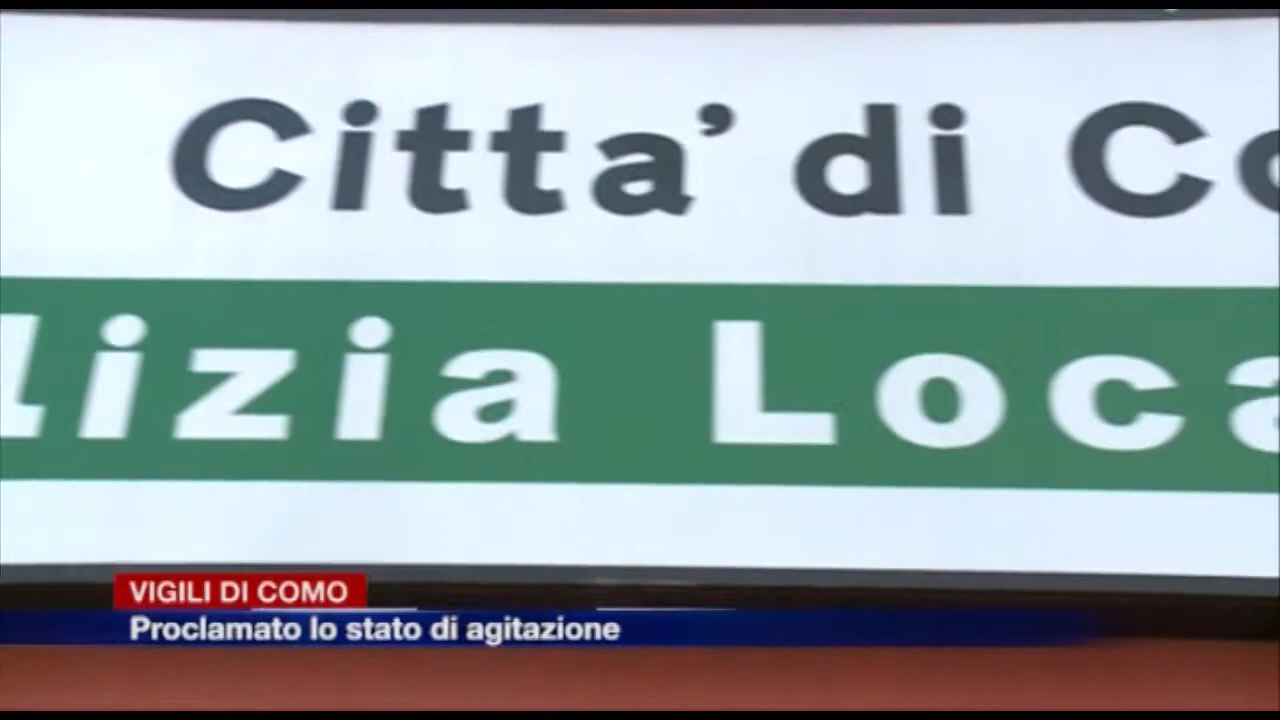 Citta' di Co
lizia Loca
VIGILI DI COMO
Proclamato lo stato di agitazione